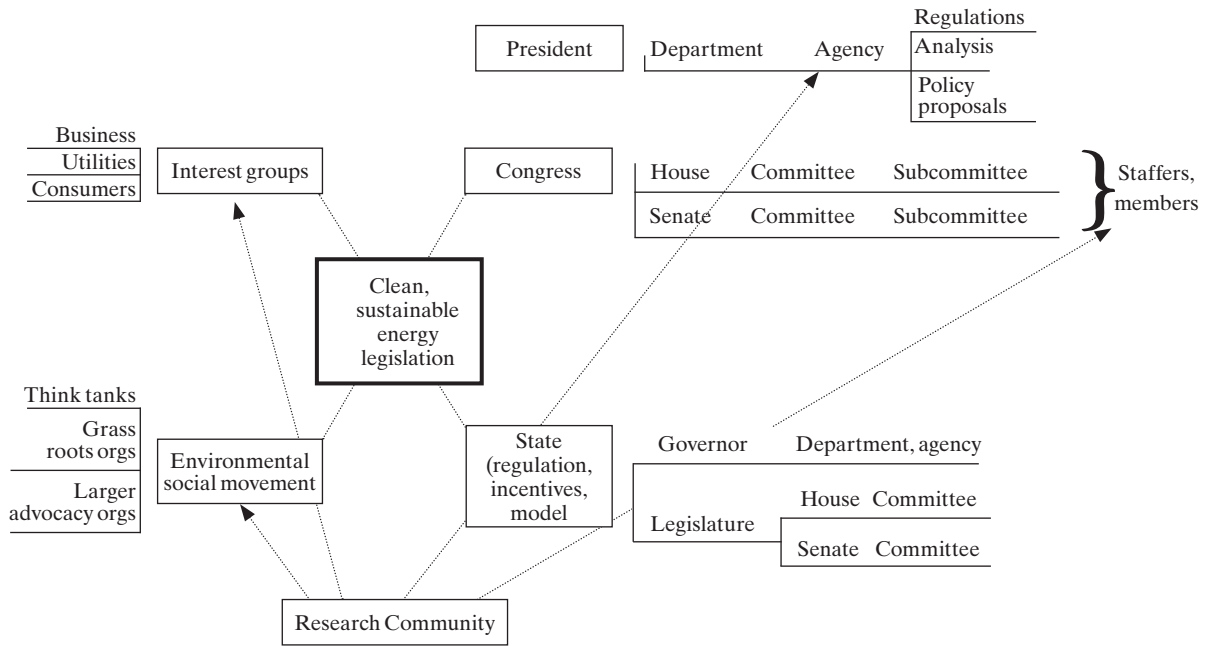 Regulations
President
Department
Agency
Analysis
Policy
proposals
Business
Utilities
Consumers
Interest groups
Congress
House
Committee
Subcommittee
Senate
Committee
Subcommittee
}
Staffers,
members
Clean,
sustainable
energy
legislation
Think tanks
Grass
roots orgs
Larger
advocacy orgs
Environmental
social movement
State
(regulation,
incentives,
model
Governor
Department, agency
Legislature
House Committee
Senate Committee
Research Community